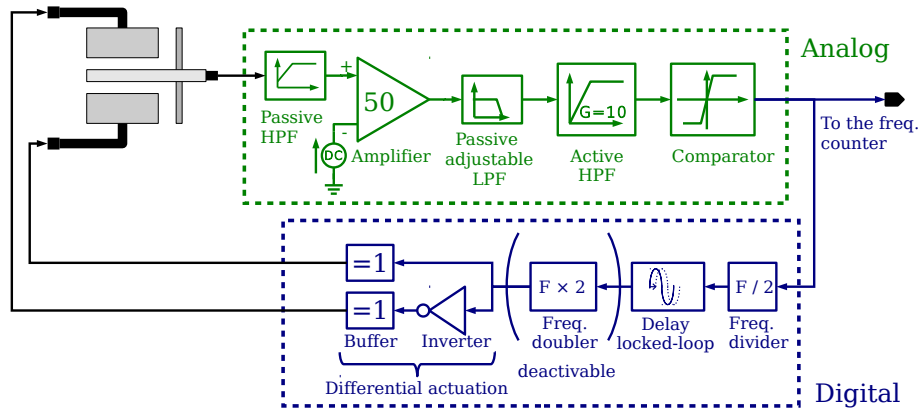 Analog
+
50
-
DC
G=10
Passive
HPF
Amplifier
Passive
adjustable
LPF
Active
HPF
Comparator
To the freq.
counter
=1
=1
F × 2
F / 2
Buffer
Inverter
Freq.
doubler
Delay
locked-loop
Freq.
divider
deactivable
Differential actuation
Digital